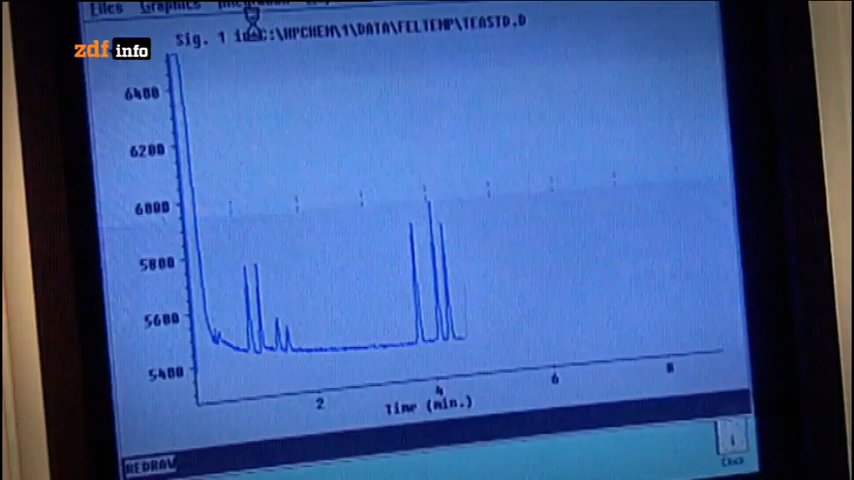 Files Graphics
zdf info
Sig. 1 in C:\HPCHEM\1\DATA\FELTEMP\TEASTD.D
6400
6200
6000
5800
5600
5400
2
4
6
8
Time (min.)
REDRAW
Clock